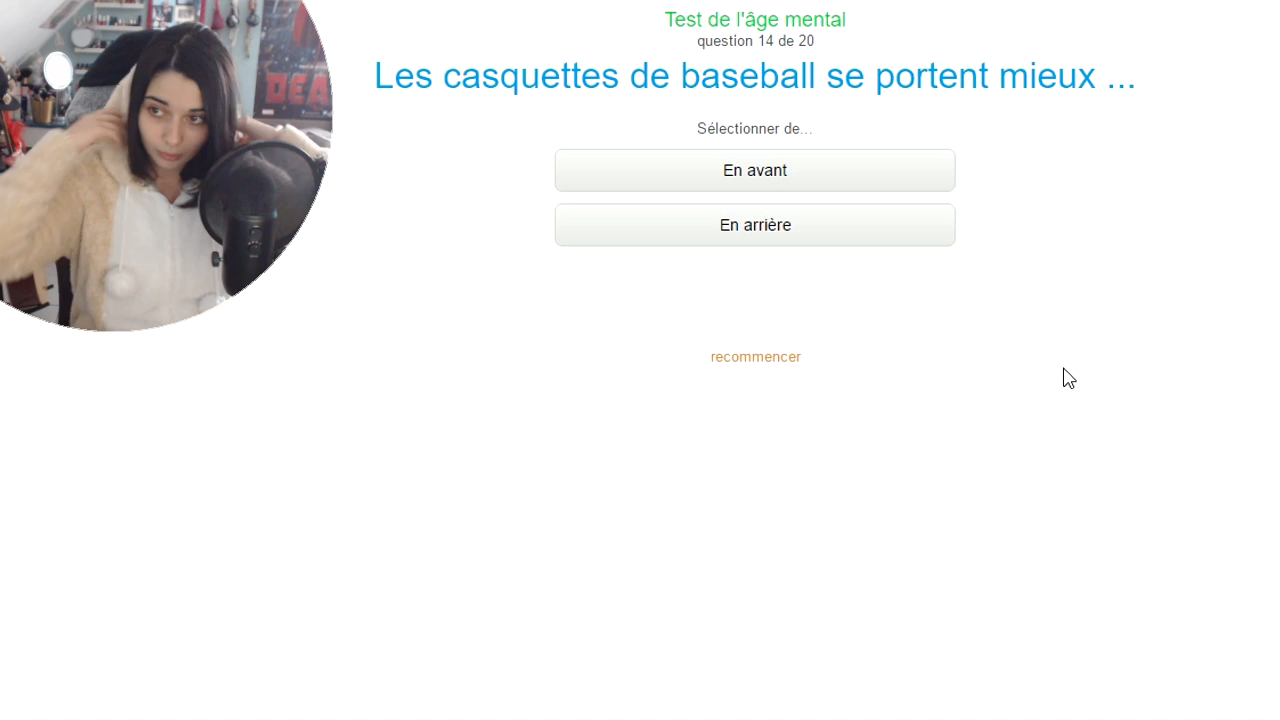 Test de l'âge mental
question 14 de 20
Les casquettes de baseball se portent mieux ...
Sélectionner de...
En avant
En arrière
recommencer
DEA